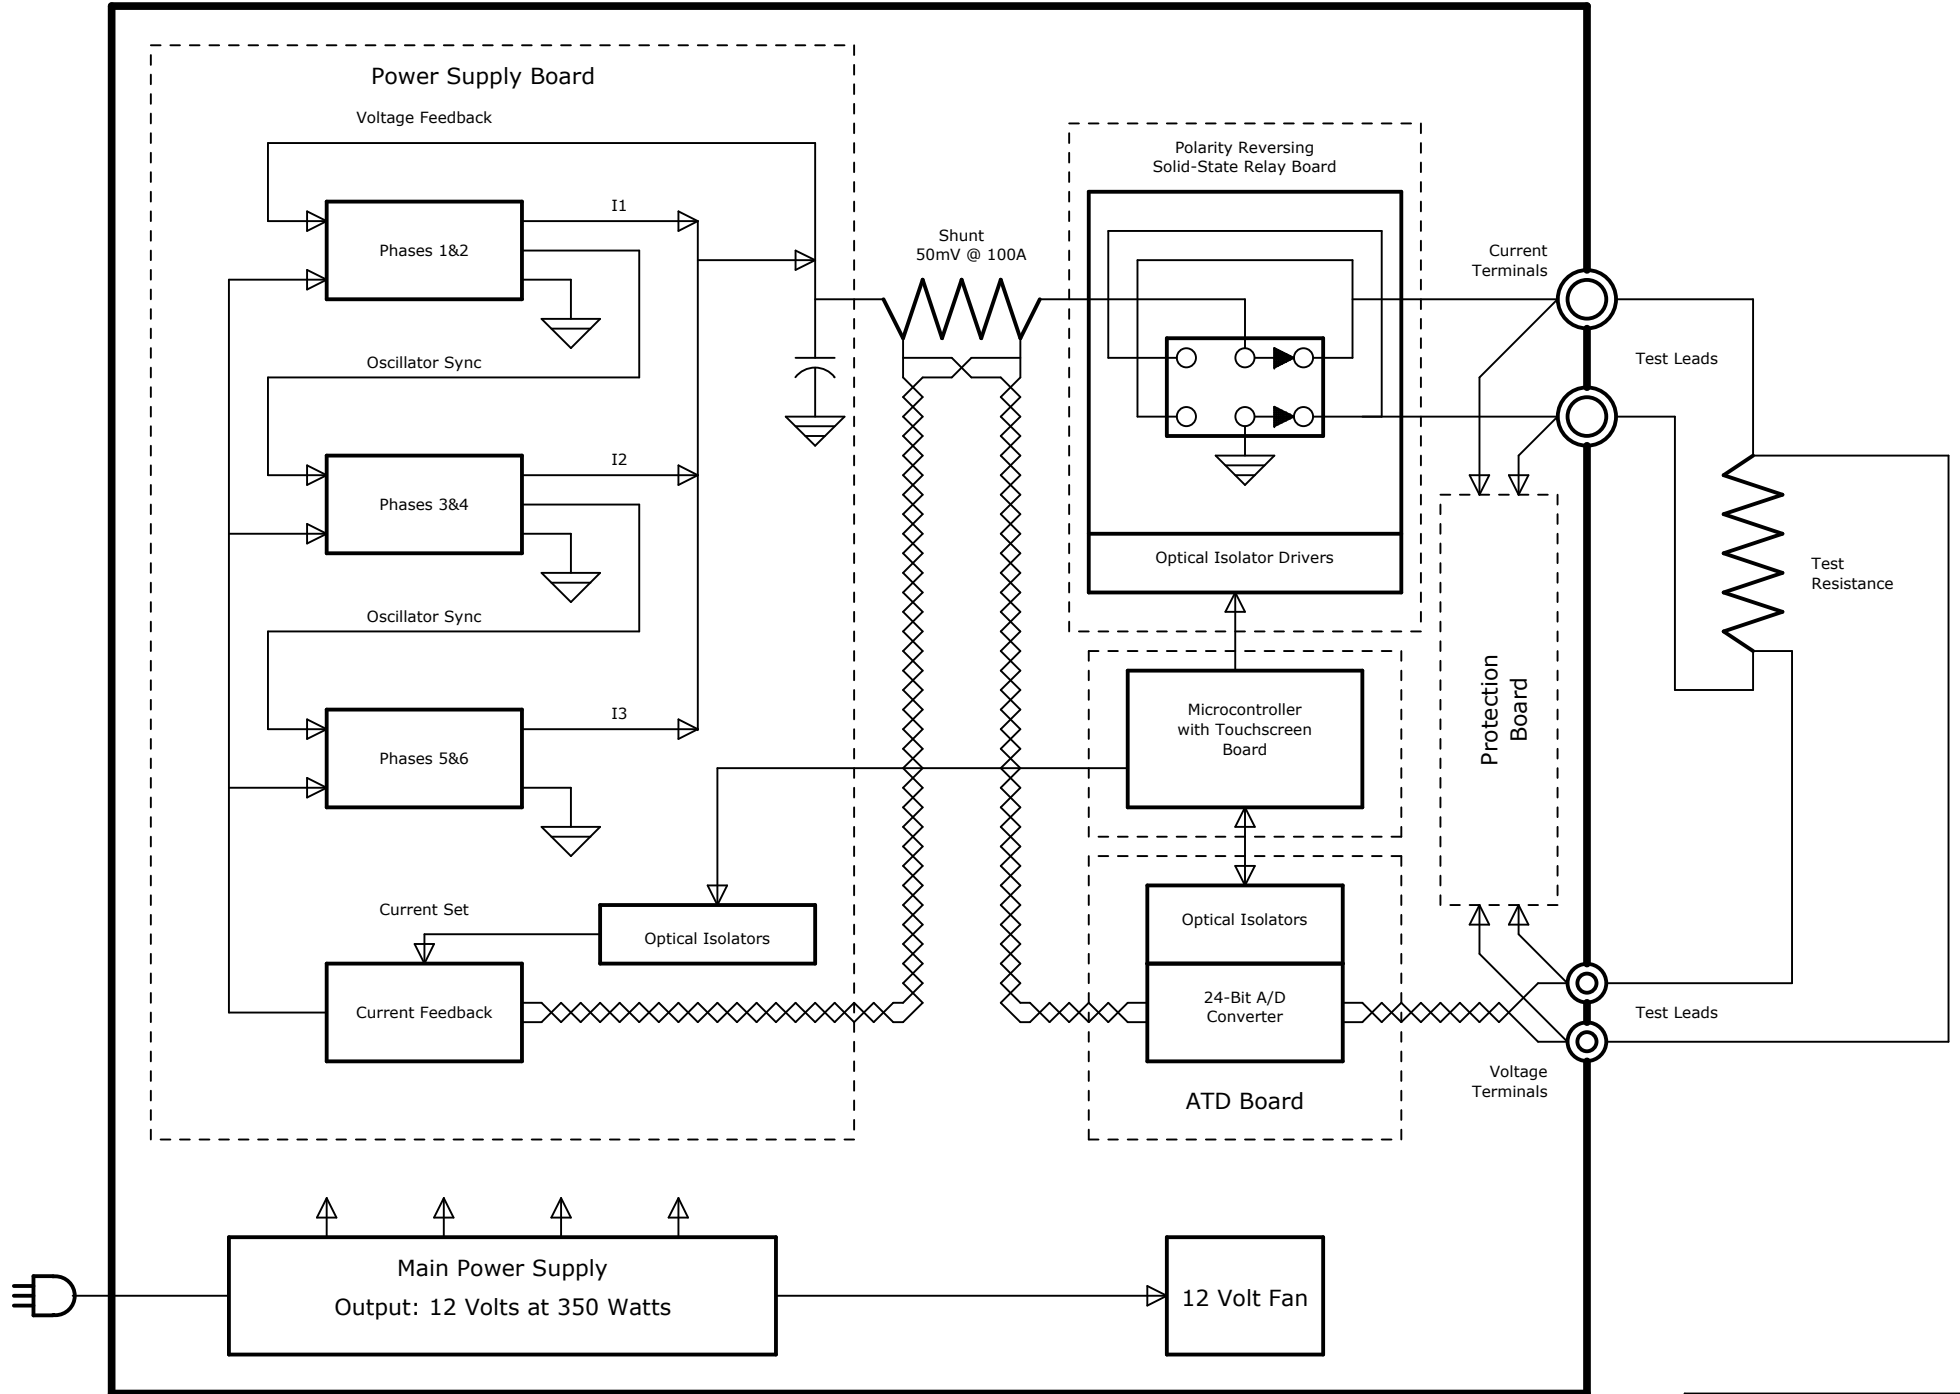 Power Supply Board
Voltage Feedback
Polarity Reversing
Solid-State Relay Board
I1
Phases 1&2
Shunt
50mV @ 100A
Current
Terminals
Oscillator Sync
Test Leads
I2
Phases 3&4
Optical Isolator Drivers
Test
Resistance
Oscillator Sync
Protection
Board
I3
Phases 5&6
Microcontroller
with Touchscreen
Board
Current Set
Optical Isolators
Optical Isolators
Current Feedback
24-Bit A/D
Converter
Test Leads
Voltage
Terminals
ATD Board
Main Power Supply
Output: 12 Volts at 350 Watts
12 Volt Fan